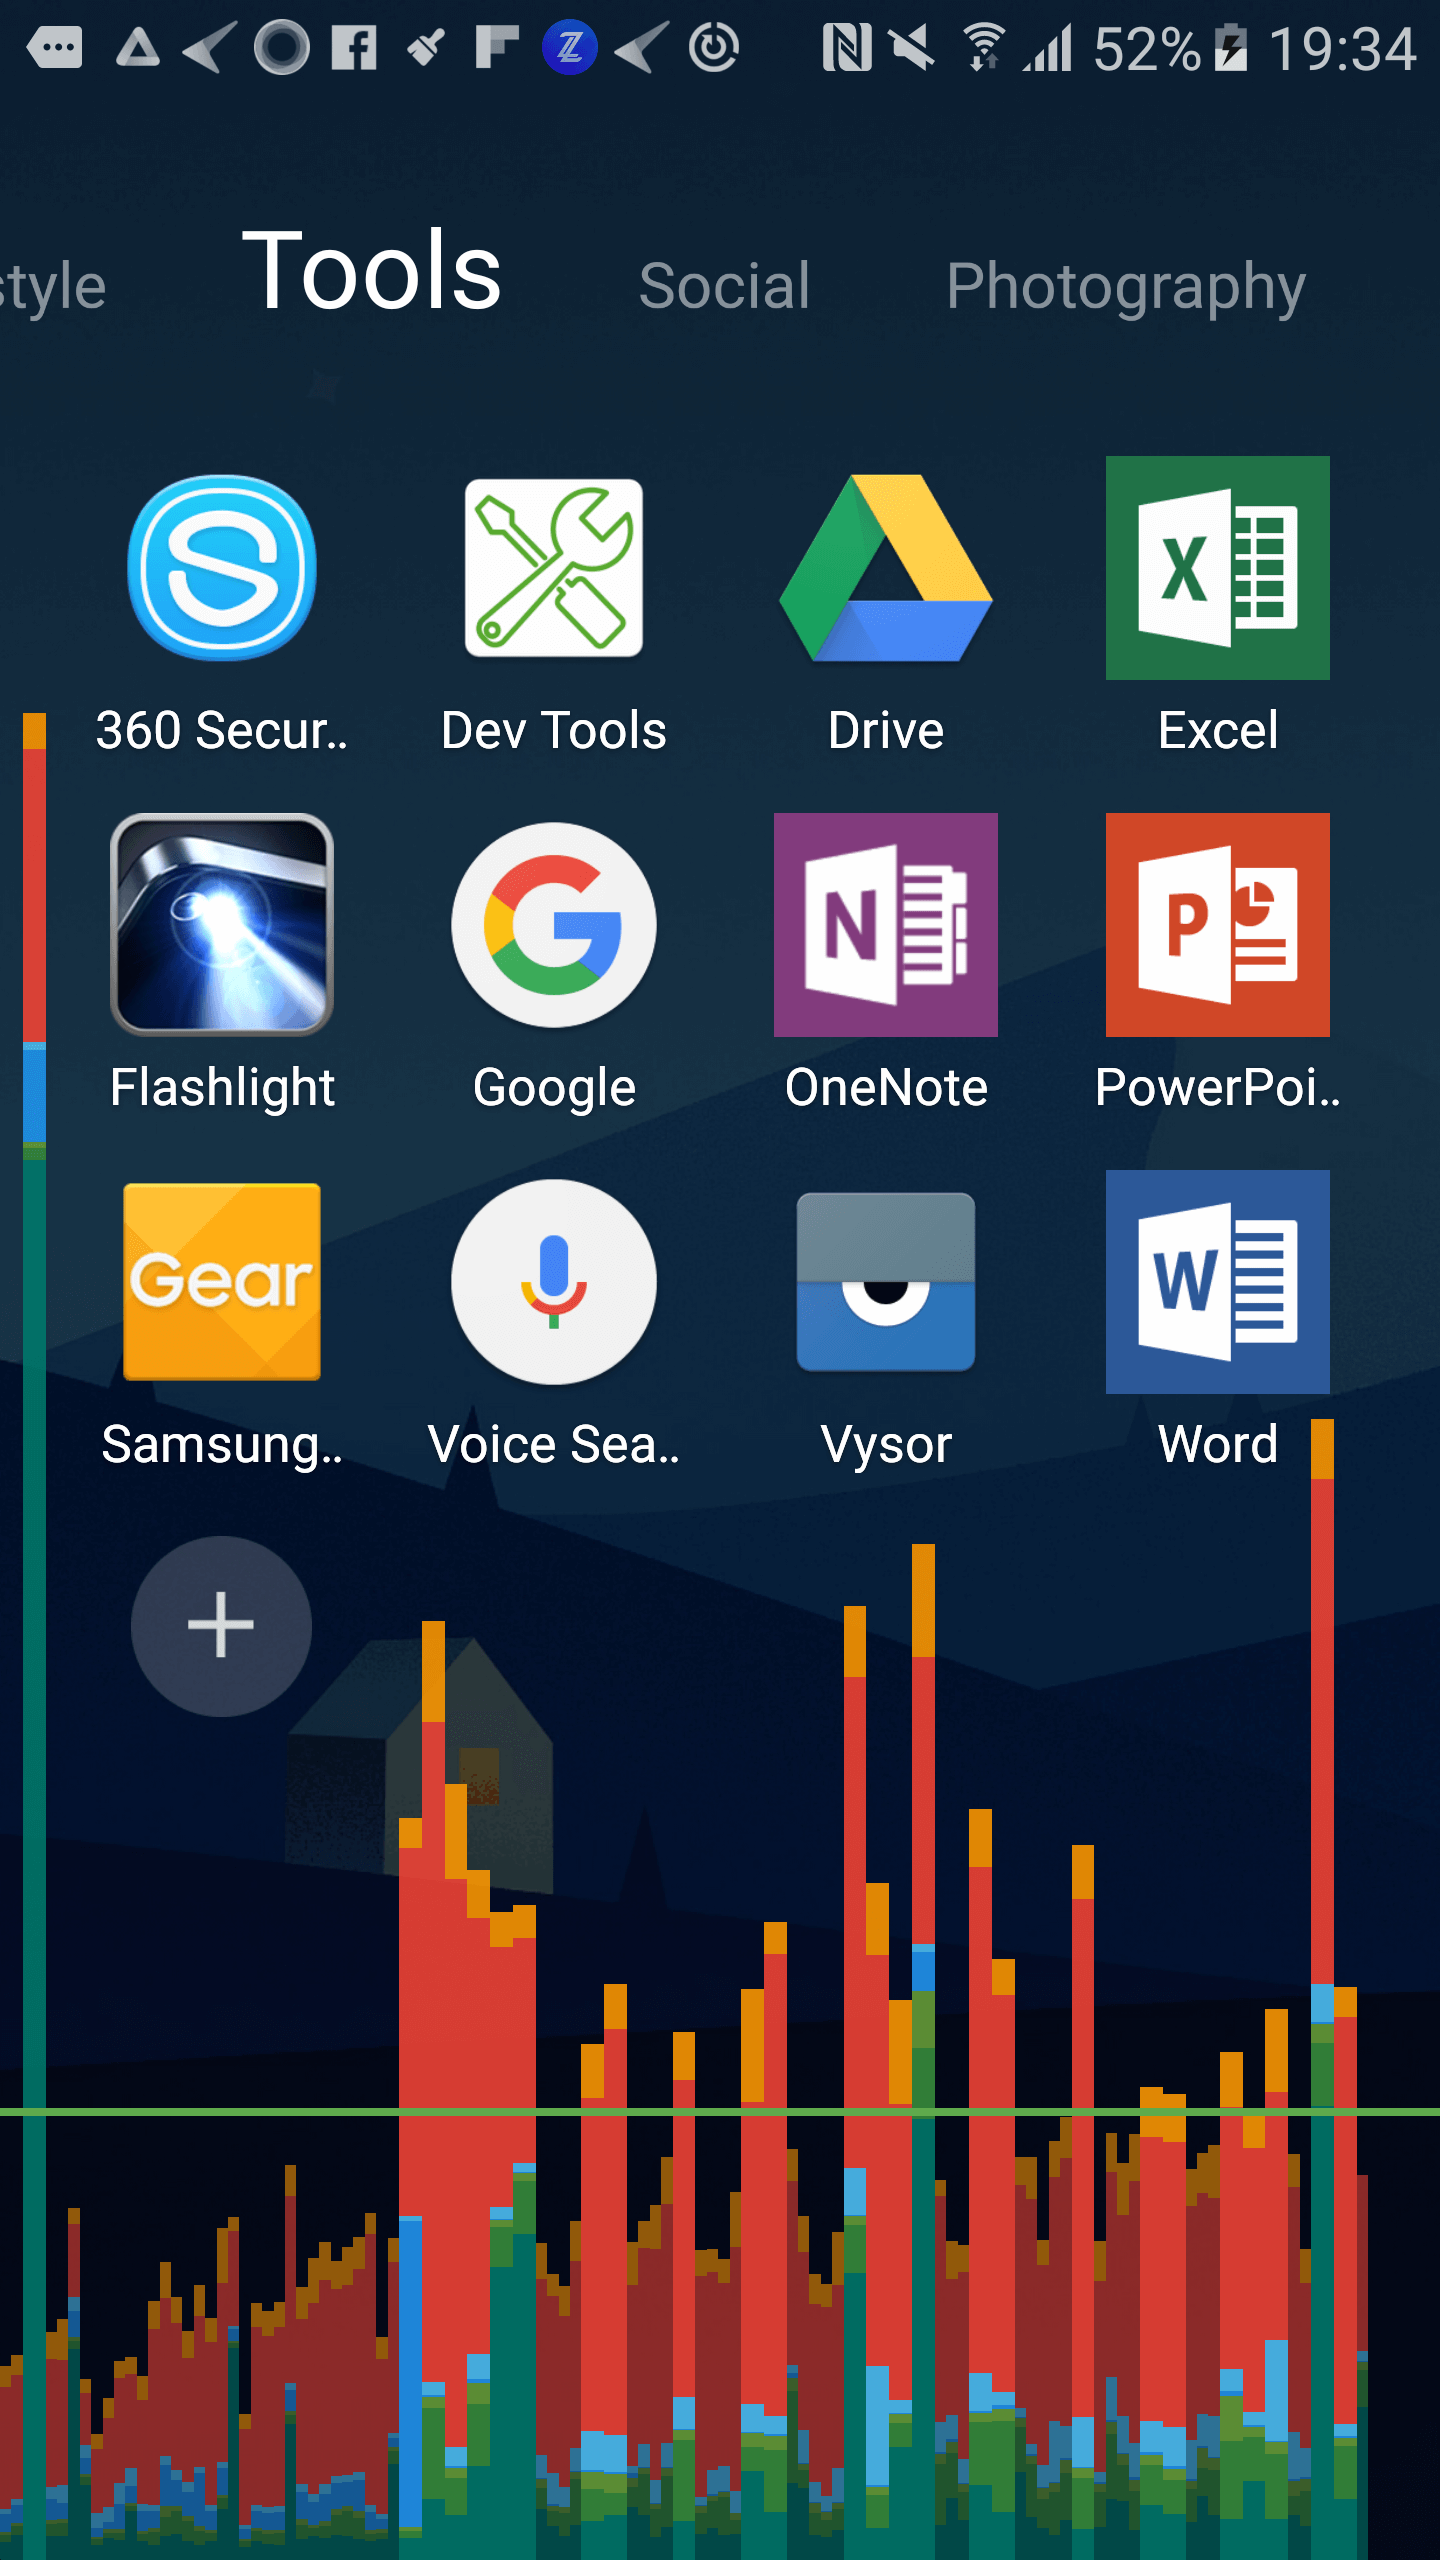 52% 19:34
style Tools Social Photography
360 Secur.. Dev Tools Drive Excel
Flashlight Google OneNote PowerPoi..
Gear
Samsung.. Voice Sea.. Vysor Word